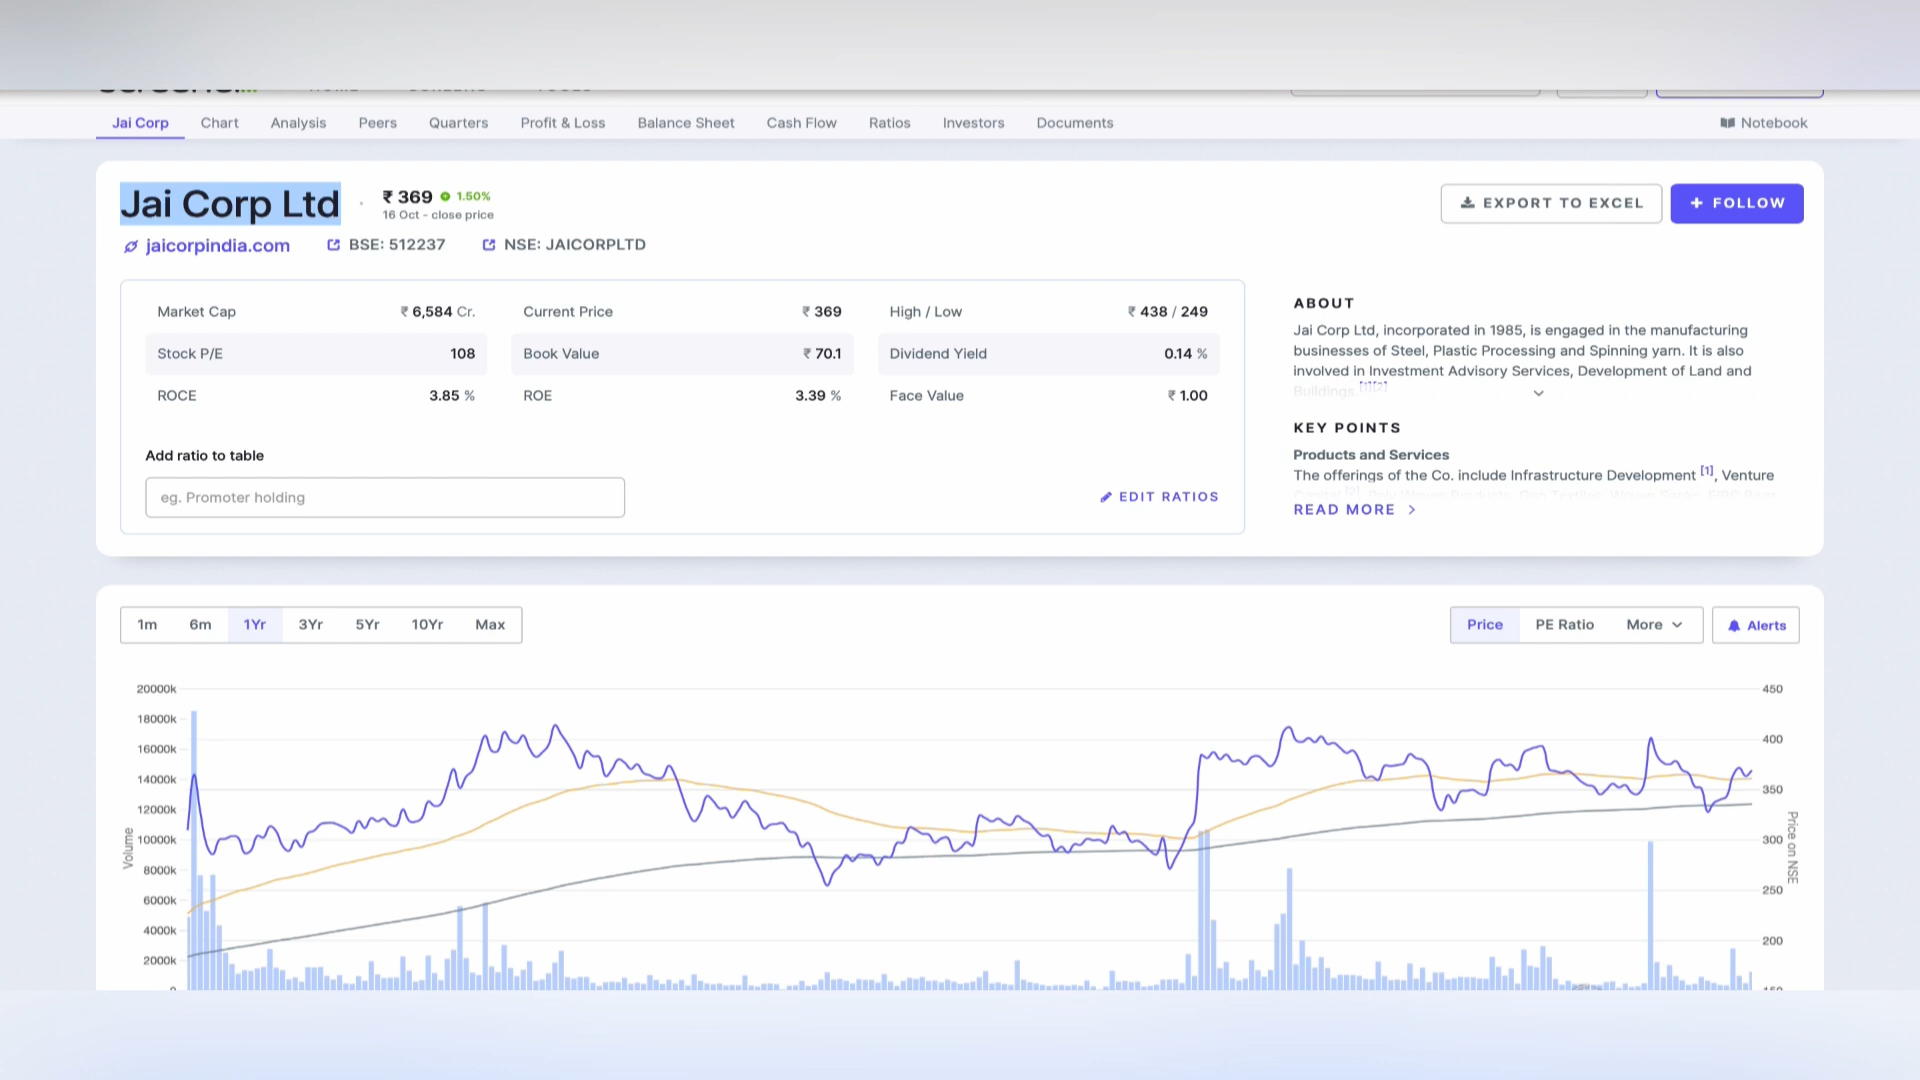 Jai Corp Chart Analysis Peers Quarters Profit & Loss Balance Sheet Cash Flow Ratios Investors Documents Notebook
Jai Corp Ltd · ₹ 369 1.50%
16 Oct - close price
EXPORT TO EXCEL + FOLLOW
jaicorpindia.com BSE: 512237 NSE: JAICORPLTD
Market Cap ₹ 6,584 Cr. Current Price ₹ 369 High / Low ₹ 438 / 249
Stock P/E 108 Book Value ₹ 70.1 Dividend Yield 0.14 %
ROCE 3.85 % ROE 3.39 % Face Value ₹ 1.00
Add ratio to table
eg. Promoter holding
EDIT RATIOS
ABOUT
Jai Corp Ltd, incorporated in 1985, is engaged in the manufacturing
businesses of Steel, Plastic Processing and Spinning yarn. It is also
involved in Investment Advisory Services, Development of Land and
Buildings. [1][2]
KEY POINTS
Products and Services
The offerings of the Co. include Infrastructure Development [1], Venture
READ MORE
1m 6m 1Yr 3Yr 5Yr 10Yr Max
Price PE Ratio More Alerts
20000k 450
18000k
16000k 400
14000k
12000k 350
10000k 300
8000k
6000k 250
4000k 200
2000k
Volume
Price on NSE